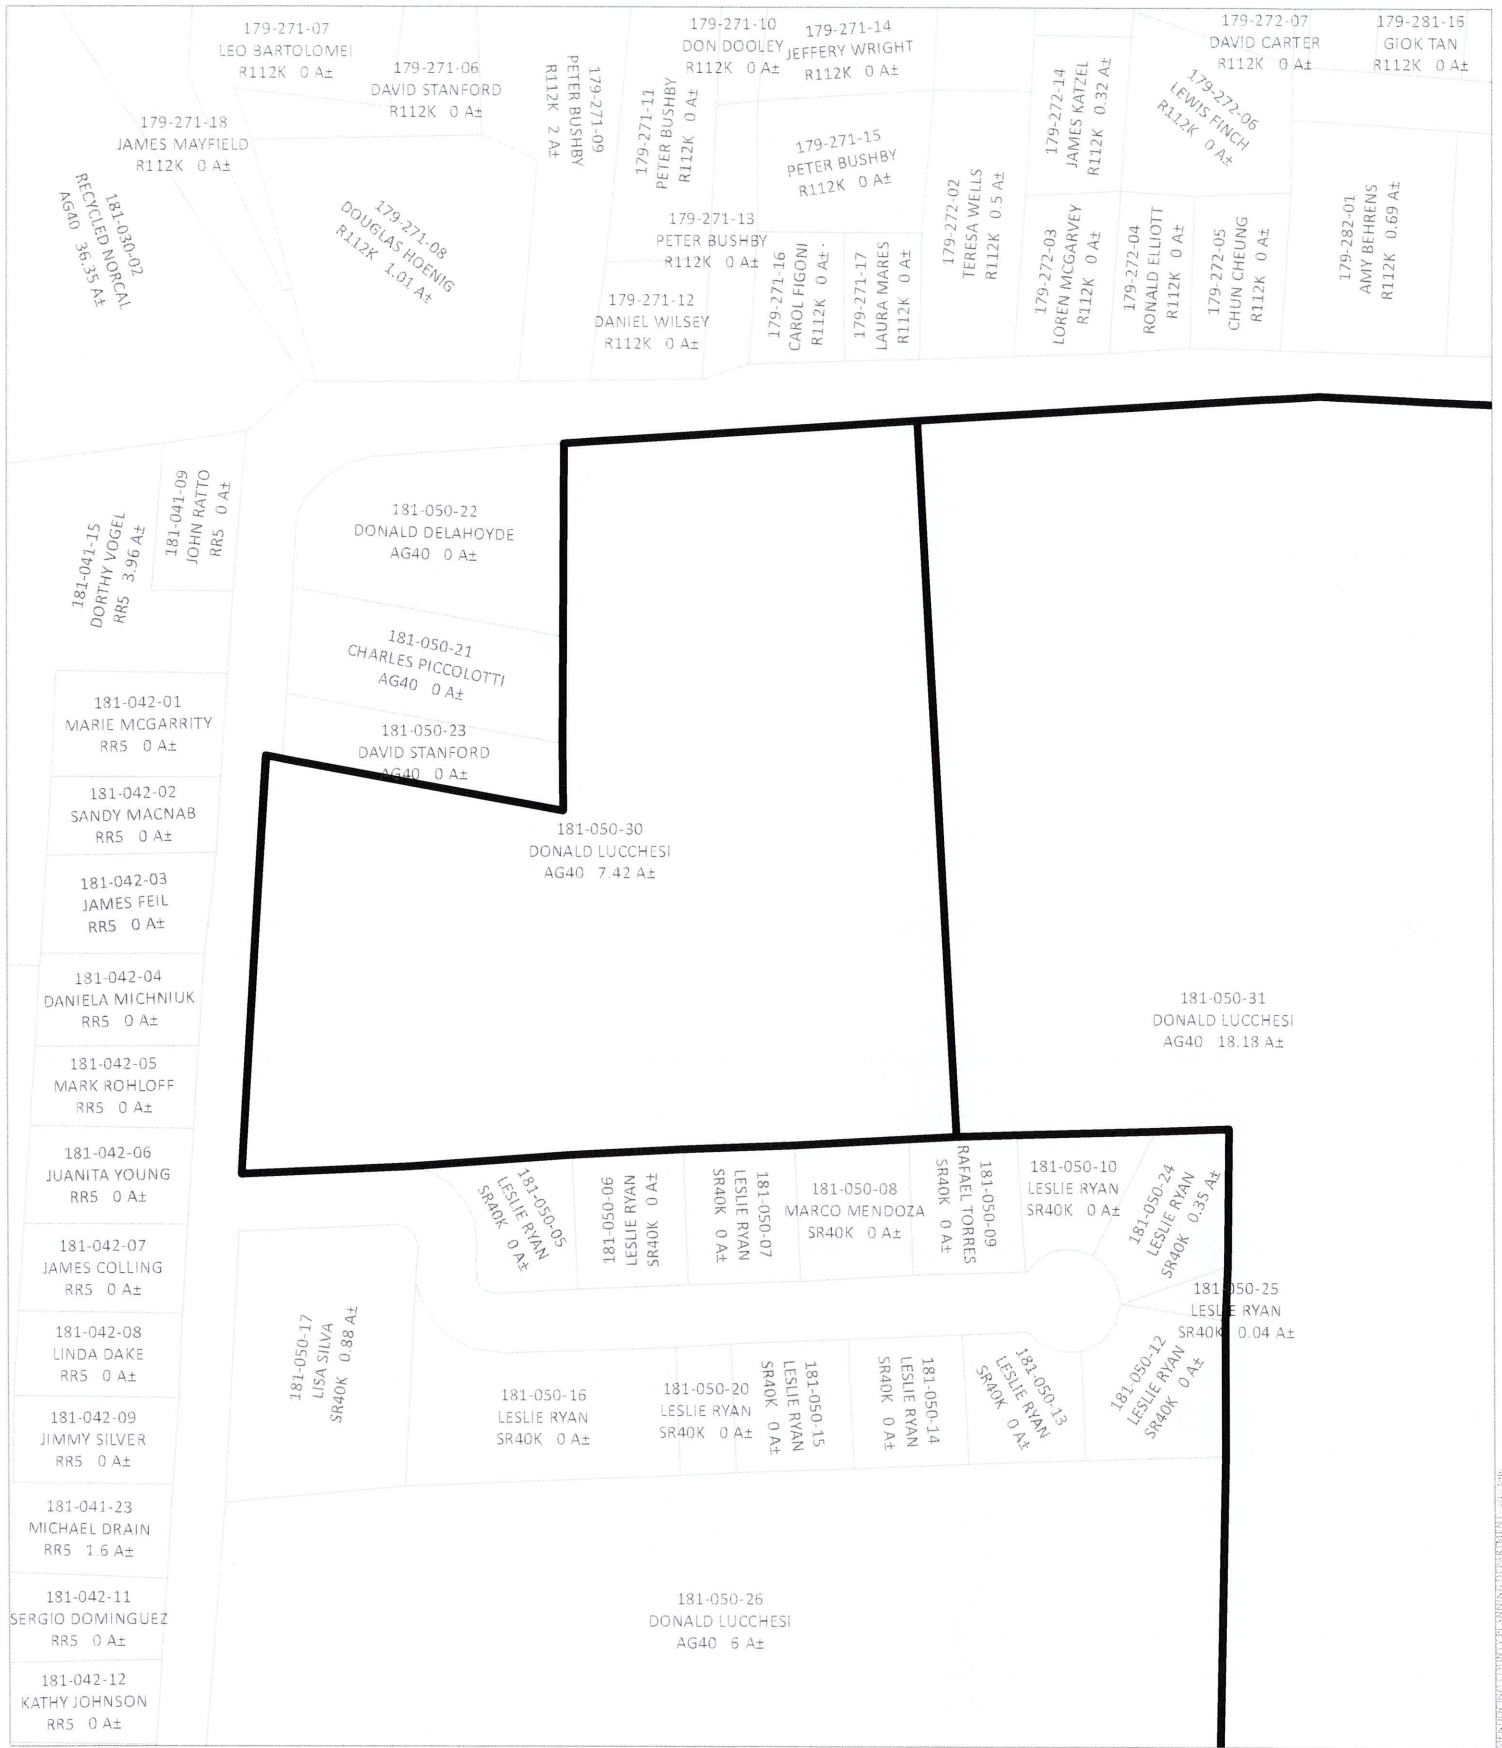 179-271-07
LEO BARTOLOMEI
R112K 0 A±
179-271-06
DAVID STANFORD
R112K 0 A±
179-271-09
PETER BUSHBY
R112K 2 A±
179-271-11
PETER BUSHBY
R112K 0 A±
179-271-10
DON DOOLEY
R112K 0 A±
179-271-14
JEFFERY WRIGHT
R112K 0 A±
179-272-14
JAMES KATZEL
R112K 0.32 A±
179-272-07
DAVID CARTER
R112K 0 A±
179-281-16
GIOK TAN
R112K 0 A±
179-272-06
LEWIS FINCH
R112K 0 A±
179-271-18
JAMES MAYFIELD
R112K 0 A±
181-030-02
RECYCLED NORCAL
AG40 36.35 A±
179-271-08
DOUGLAS HOENIG
R112K 1.01 A±
179-271-15
PETER BUSHBY
R112K 0 A±
179-271-13
PETER BUSHBY
R112K 0 A±
179-271-12
DANIEL WILSEY
R112K 0 A±
179-271-16
CAROL FIGONI
R112K 0 A±
179-271-17
LAURA MARES
R112K 0 A±
179-272-02
TERESA WELLS
R112K 0.5 A±
179-272-03
LOREN MCGARVEY
R112K 0 A±
179-272-04
RONALD ELLIOTT
R112K 0 A±
179-272-05
CHUN CHEUNG
R112K 0 A±
179-282-01
AMY BEHRENS
R112K 0.69 A±
181-041-15
DORTHY VOGEL
RR5 3.96 A±
181-041-09
JOHN RATTO
RR5 0 A±
181-050-22
DONALD DELAHOYDE
AG40 0 A±
181-050-21
CHARLES PICCOLOTTI
AG40 0 A±
181-050-23
DAVID STANFORD
AG40 0 A±
181-042-01
MARIE MCGARRITY
RR5 0 A±
181-042-02
SANDY MACNAB
RR5 0 A±
181-042-03
JAMES FEIL
RR5 0 A±
181-042-04
DANIELA MICHNIUK
RR5 0 A±
181-042-05
MARK ROHLOFF
RR5 0 A±
181-042-06
JUANITA YOUNG
RR5 0 A±
181-042-07
JAMES COLLING
RR5 0 A±
181-042-08
LINDA DAKE
RR5 0 A±
181-042-09
JIMMY SILVER
RR5 0 A±
181-041-23
MICHAEL DRAIN
RR5 1.6 A±
181-042-11
SERGIO DOMINGUEZ
RR5 0 A±
181-042-12
KATHY JOHNSON
RR5 0 A±
181-050-30
DONALD LUCCHESI
AG40 7.42 A±
181-050-31
DONALD LUCCHESI
AG40 18.18 A±
181-050-05
LESLIE RYAN
SR40K 0 A±
181-050-06
LESLIE RYAN
SR40K 0 A±
181-050-07
LESLIE RYAN
SR40K 0 A±
181-050-08
MARCO MENDOZA
SR40K 0 A±
181-050-09
RAFAEL TORRES
SR40K 0 A±
181-050-10
LESLIE RYAN
SR40K 0 A±
181-050-24
LESLIE RYAN
SR40K 0.35 A±
181-050-25
LESLIE RYAN
SR40K 0.04 A±
181-050-17
LISA SILVA
SR40K 0.88 A±
181-050-16
LESLIE RYAN
SR40K 0 A±
181-050-20
LESLIE RYAN
SR40K 0 A±
181-050-15
LESLIE RYAN
SR40K 0 A±
181-050-14
LESLIE RYAN
SR40K 0 A±
181-050-13
LESLIE RYAN
SR40K 0 A±
181-050-12
LESLIE RYAN
SR40K 0 A±
181-050-26
DONALD LUCCHESI
AG40 6 A±